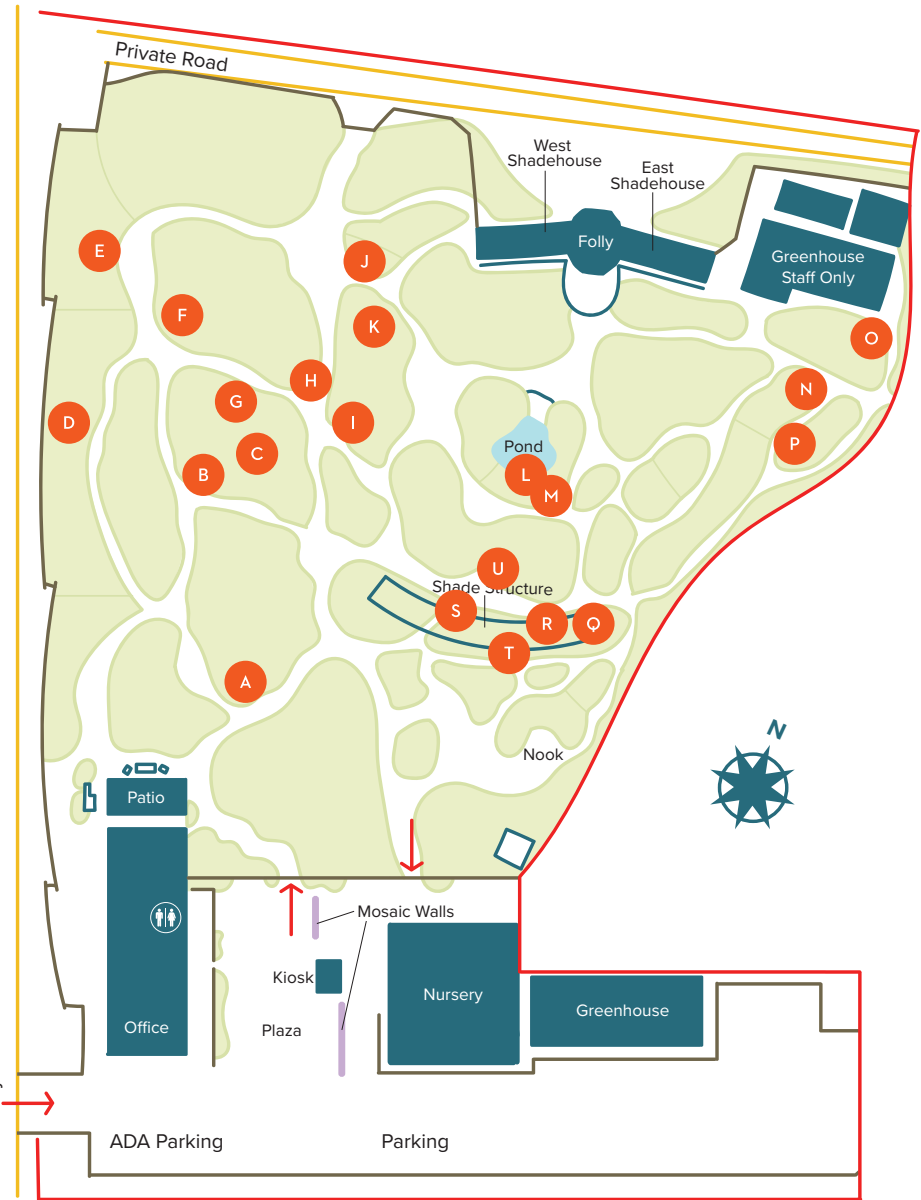 Private Road
West
Shadehouse
East
Shadehouse
Folly
Greenhouse
Staff Only
E
J
F
K
O
H
N
G
I
D
P
Pond
C
B
L
M
U
Shade Structure
S
R
Q
T
A
Nook
N
Patio
Mosaic Walls
Kiosk
Nursery
Greenhouse
Plaza
Office
ADA Parking
Parking